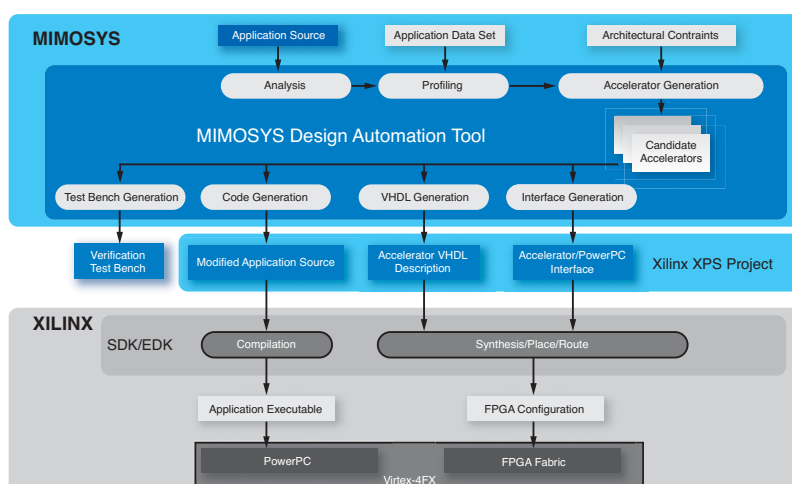 MIMOSYS
Application Source
Application Data Set
Architectural Contraints
Analysis
Profiling
Accelerator Generation
MIMOSYS Design Automation Tool
Candidate
Accelerators
Test Bench Generation
Code Generation
VHDL Generation
Interface Generation
Verification
Test Bench
Modified Application Source
Accelerator VHDL
Description
Accelerator/PowerPC
Interface
Xilinx XPS Project
XILINX
SDK/EDK
Compilation
Synthesis/Place/Route
Application Executable
FPGA Configuration
PowerPC
FPGA Fabric
Virtex-4FX